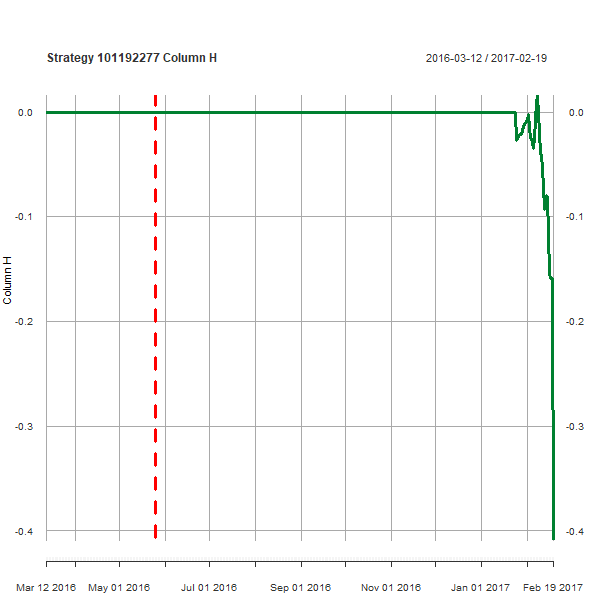 Strategy 101192277 Column H
2016-03-12 / 2017-02-19
0.0
0.0
-0.1
-0.1
Column H
-0.2
-0.2
-0.3
-0.3
-0.4
-0.4
Mar 12 2016
May 01 2016
Jul 01 2016
Sep 01 2016
Nov 01 2016
Jan 01 2017
Feb 19 2017